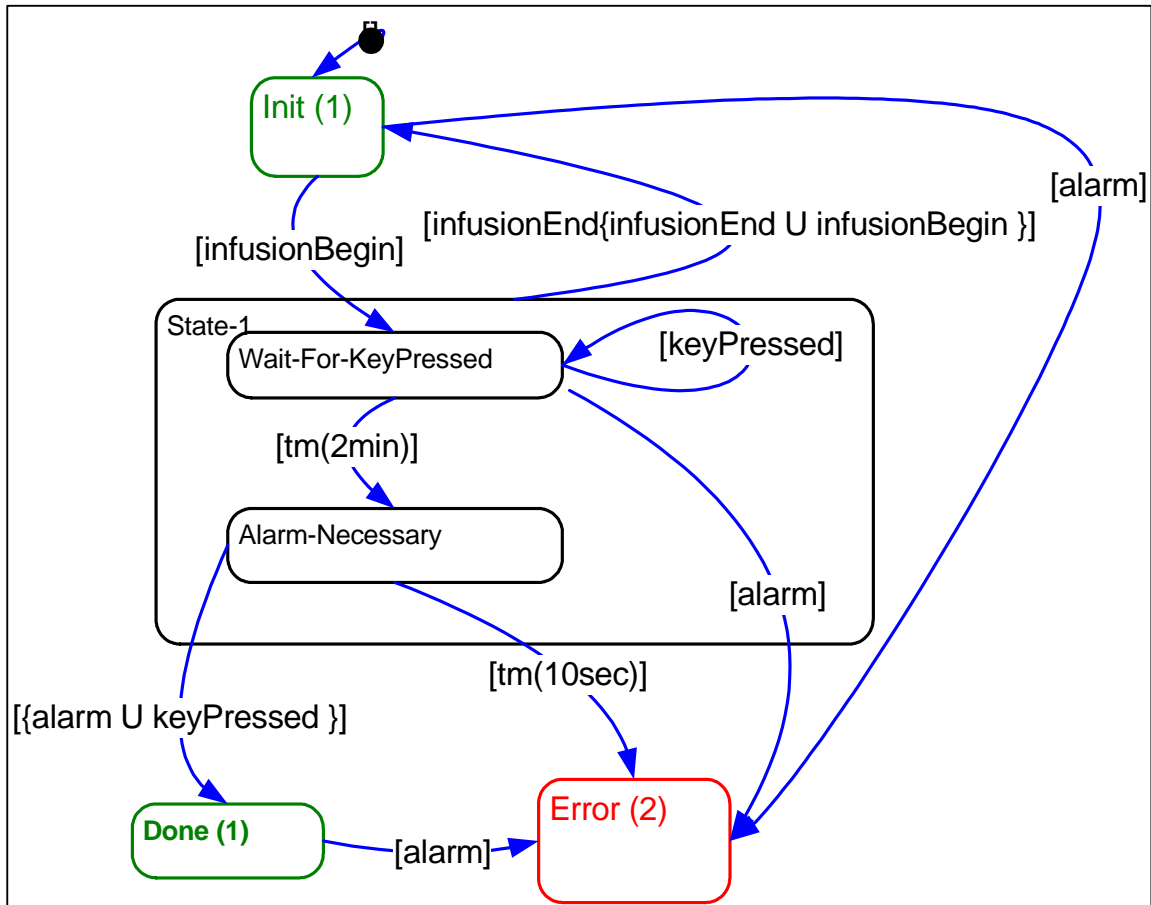 Init (1)
[alarm]
[infusionEnd{infusionEnd U infusionBegin }]
[infusionBegin]
State-1
Wait-For-KeyPressed
[keyPressed]
[tm(2min)]
Alarm-Necessary
[alarm]
[tm(10sec)]
[{alarm U keyPressed }]
Error (2)
Done (1)
[alarm]